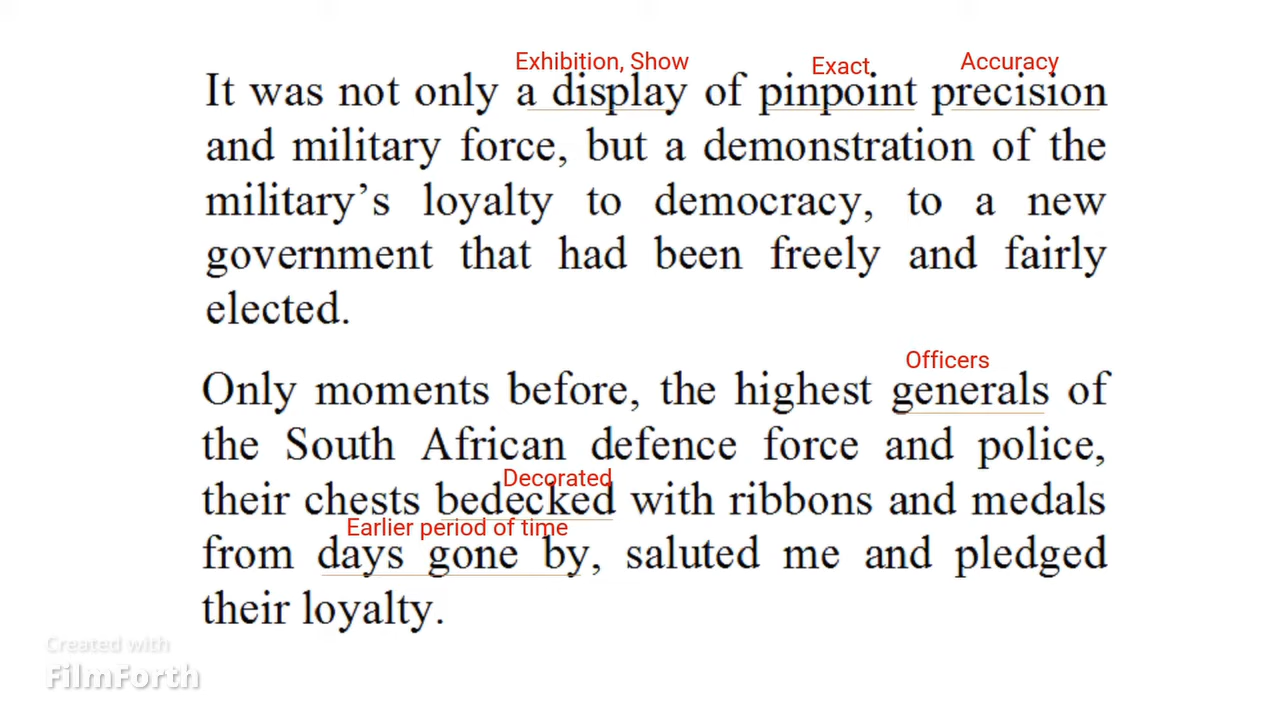 Exhibition, Show Exact Accuracy
It was not only a display of pinpoint precision
and military force, but a demonstration of the
military’s loyalty to democracy, to a new
government that had been freely and fairly
elected.
Officers
Only moments before, the highest generals of
the South African defence force and police,
Decorated
their chests bedecked with ribbons and medals
Earlier period of time
from days gone by, saluted me and pledged
their loyalty.
Created with
FilmForth